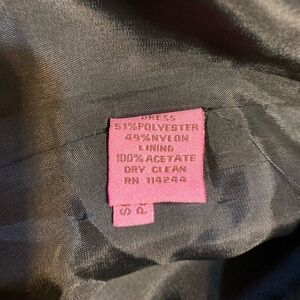 DRESS
51% POLYESTER
49% NYLON
LINING
100% ACETATE
DRY CLEAN
RN 114244